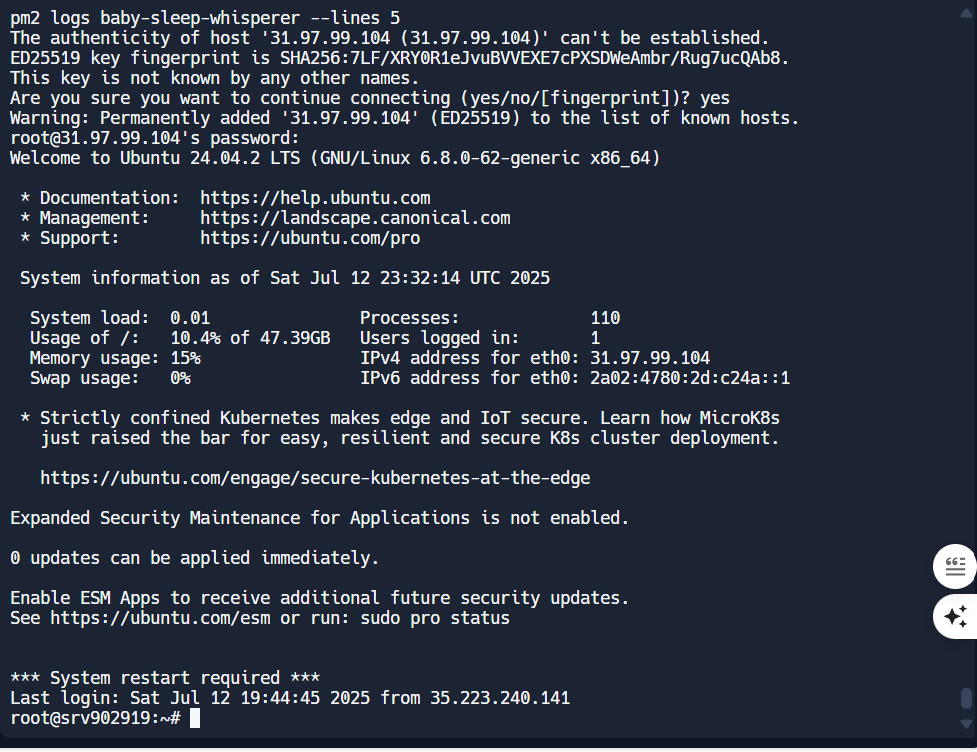 pm2 logs baby-sleep-whisperer --lines 5
The authenticity of host '31.97.99.104 (31.97.99.104)' can't be established.
ED25519 key fingerprint is SHA256:7LF/XRY0R1eJvuBVVEXE7cPXSDWeAmbr/Rug7ucQAb8.
This key is not known by any other names.
Are you sure you want to continue connecting (yes/no/[fingerprint])? yes
Warning: Permanently added '31.97.99.104' (ED25519) to the list of known hosts.
root@31.97.99.104's password:
Welcome to Ubuntu 24.04.2 LTS (GNU/Linux 6.8.0-62-generic x86_64)

 * Documentation:  https://help.ubuntu.com
 * Management:     https://landscape.canonical.com
 * Support:        https://ubuntu.com/pro

 System information as of Sat Jul 12 23:32:14 UTC 2025

  System load:  0.01               Processes:             110
  Usage of /:   10.4% of 47.39GB   Users logged in:       1
  Memory usage: 15%                IPv4 address for eth0: 31.97.99.104
  Swap usage:   0%                 IPv6 address for eth0: 2a02:4780:2d:c24a::1

 * Strictly confined Kubernetes makes edge and IoT secure. Learn how MicroK8s
   just raised the bar for easy, resilient and secure K8s cluster deployment.

   https://ubuntu.com/engage/secure-kubernetes-at-the-edge

Expanded Security Maintenance for Applications is not enabled.

0 updates can be applied immediately.

Enable ESM Apps to receive additional future security updates.
See https://ubuntu.com/esm or run: sudo pro status


*** System restart required ***
Last login: Sat Jul 12 19:44:45 2025 from 35.223.240.141
root@srv902919:~#